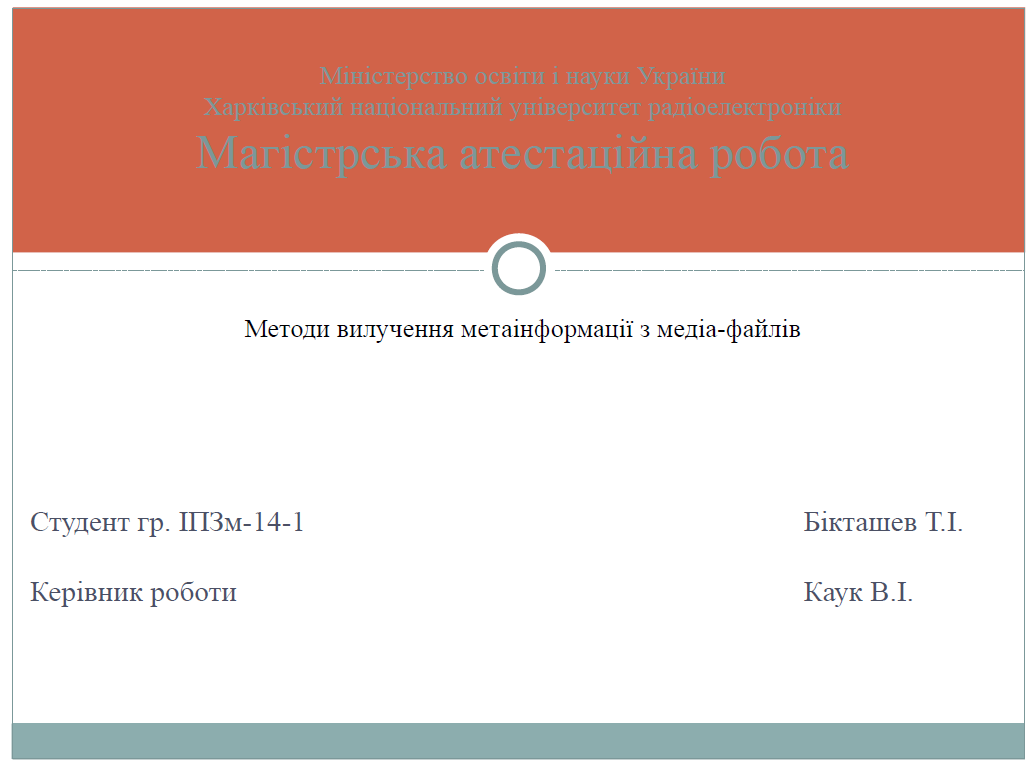 Міністерство освіти і науки України
Харківський національний університет радіоелектроніки
Магістрська атестаційна робота
Методи вилучення метаінформації з медіа-файлів
Студент гр. ІПЗм-14-1 Бікташев Т.І.
Керівник роботи Каук В.І.